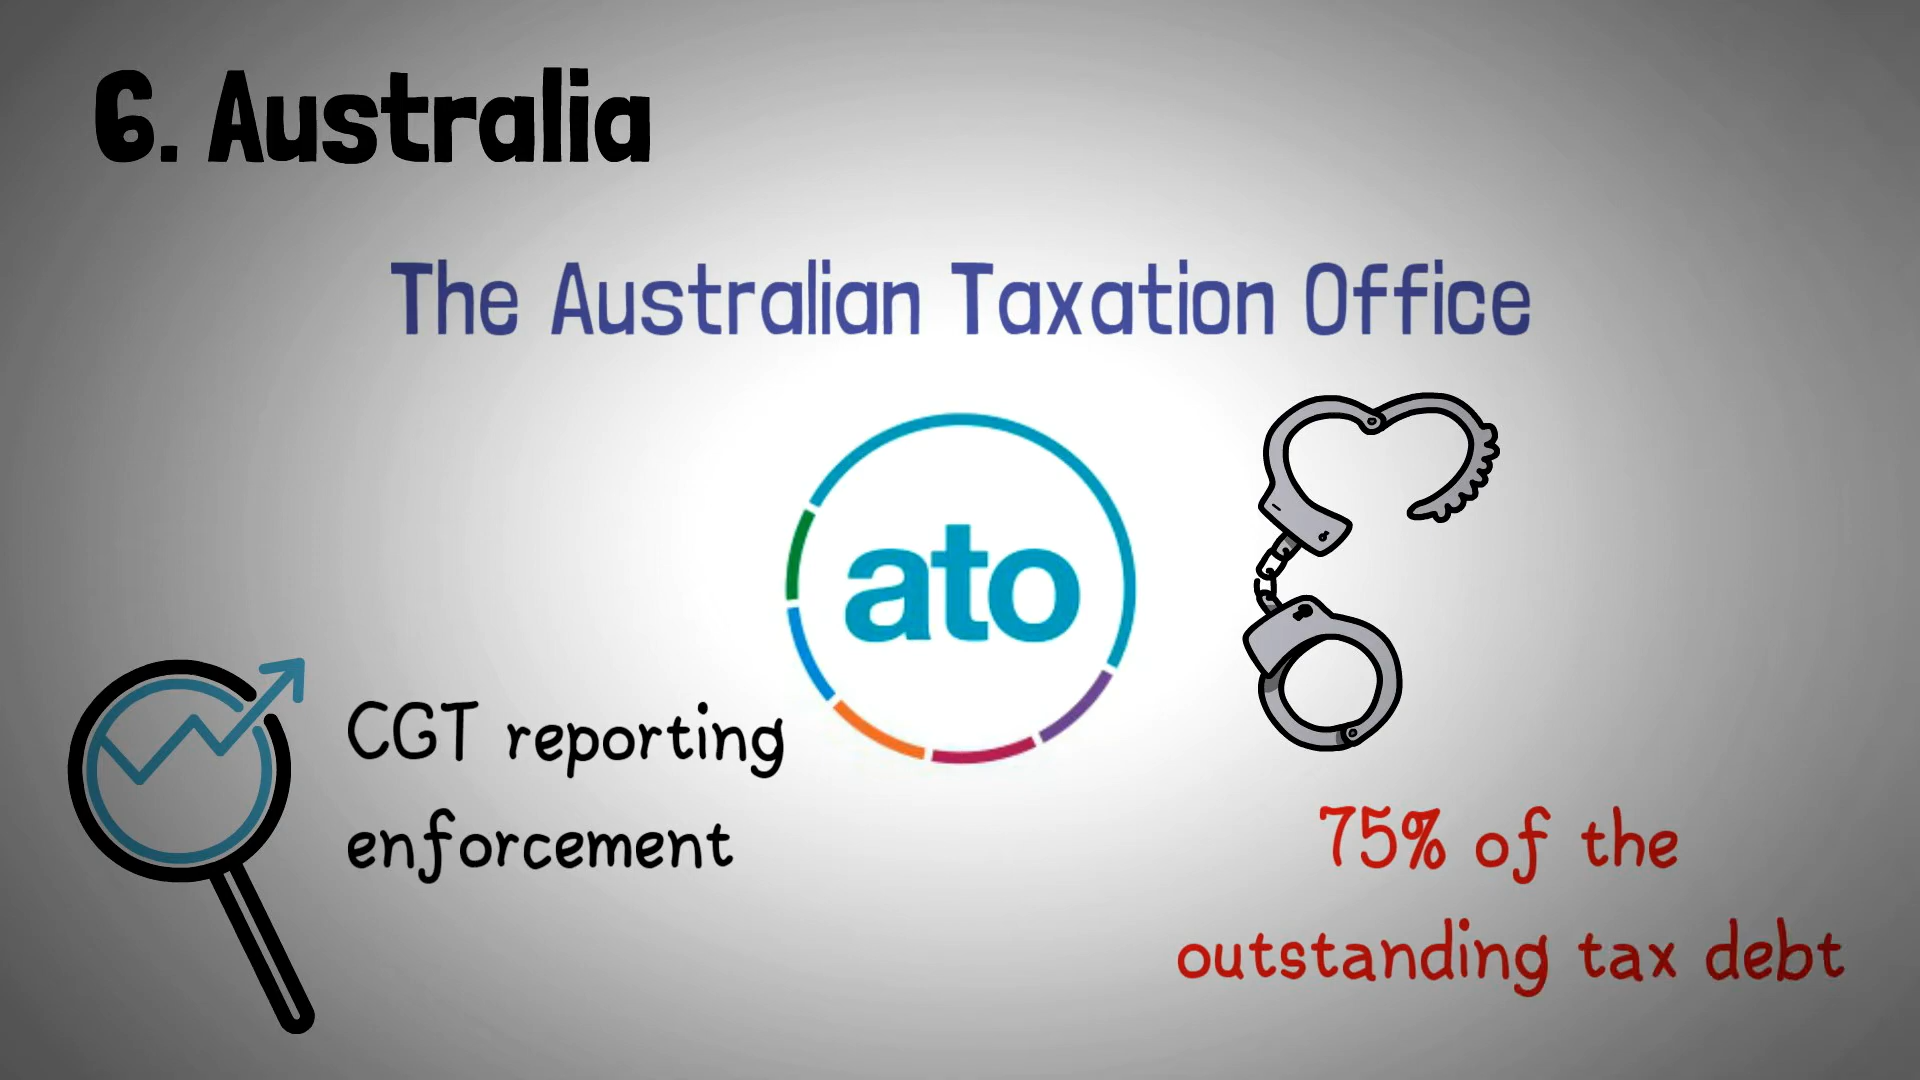 6. Australia
The Australian Taxation Office
ato
CGT reporting
enforcement
75% of the
outstanding tax debt